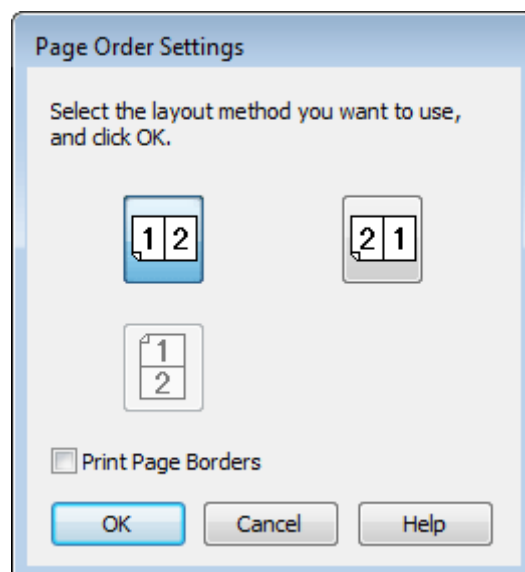 Page Order Settings
Select the layout method you want to use,
and click OK.
1 2
2 1
1
2
Print Page Borders
OK Cancel Help